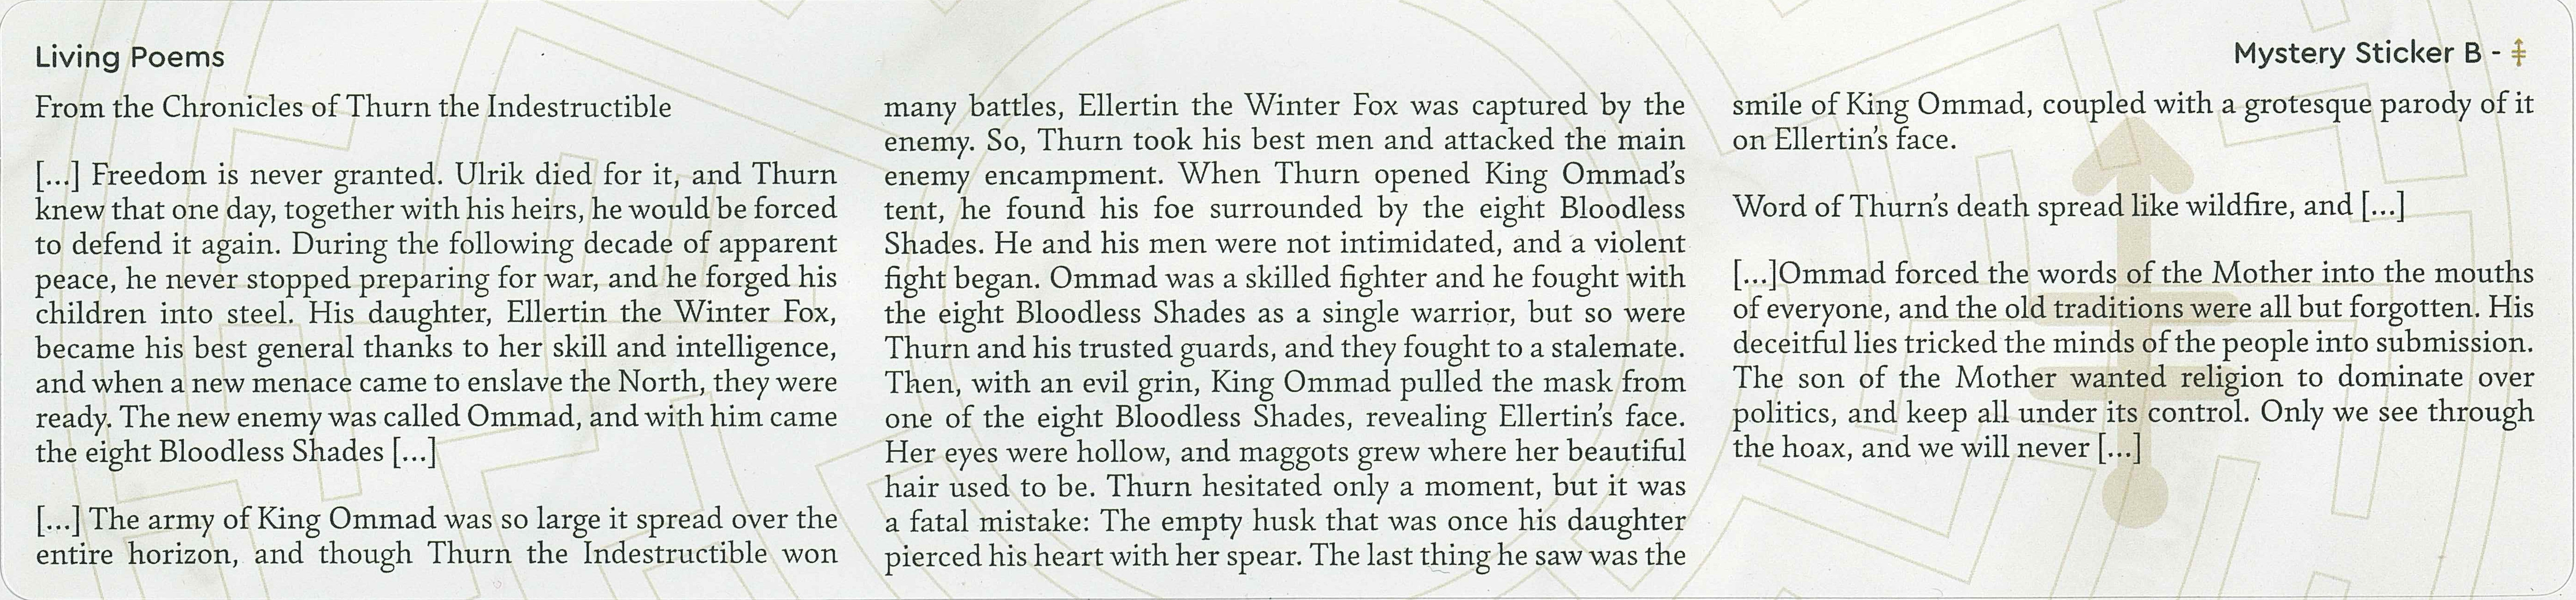 Living Poems
Mystery Sticker B -
From the Chronicles of Thurn the Indestructible
[...] Freedom is never granted. Ulrik died for it, and Thurn
knew that one day, together with his heirs, he would be forced
to defend it again. During the following decade of apparent
peace, he never stopped preparing for war, and he forged his
children into steel. His daughter, Ellertin the Winter Fox,
became his best general thanks to her skill and intelligence,
and when a new menace came to enslave the North, they were
ready. The new enemy was called Ommad, and with him came
the eight Bloodless Shades [...]
[...] The army of King Ommad was so large it spread over the
entire horizon, and though Thurn the Indestructible won
many battles, Ellertin the Winter Fox was captured by the
enemy. So, Thurn took his best men and attacked the main
enemy encampment. When Thurn opened King Ommad's
tent, he found his foe surrounded by the eight Bloodless
Shades. He and his men were not intimidated, and a violent
fight began. Ommad was a skilled fighter and he fought with
the eight Bloodless Shades as a single warrior, but so were
Thurn and his trusted guards, and they fought to a stalemate.
Then, with an evil grin, King Ommad pulled the mask from
one of the eight Bloodless Shades, revealing Ellertin's face.
Her eyes were hollow, and maggots grew where her beautiful
hair used to be. Thurn hesitated only a moment, but it was
a fatal mistake: The empty husk that was once his daughter
pierced his heart with her spear. The last thing he saw was the
smile of King Ommad, coupled with a grotesque parody of it
on Ellertin's face.
Word of Thurn's death spread like wildfire, and [...]
[...]Ommad forced the words of the Mother into the mouths
of everyone, and the old traditions were all but forgotten. His
deceitful lies tricked the minds of the people into submission.
The son of the Mother wanted religion to dominate over
politics, and keep all under its control. Only we see through
the hoax, and we will never [...]